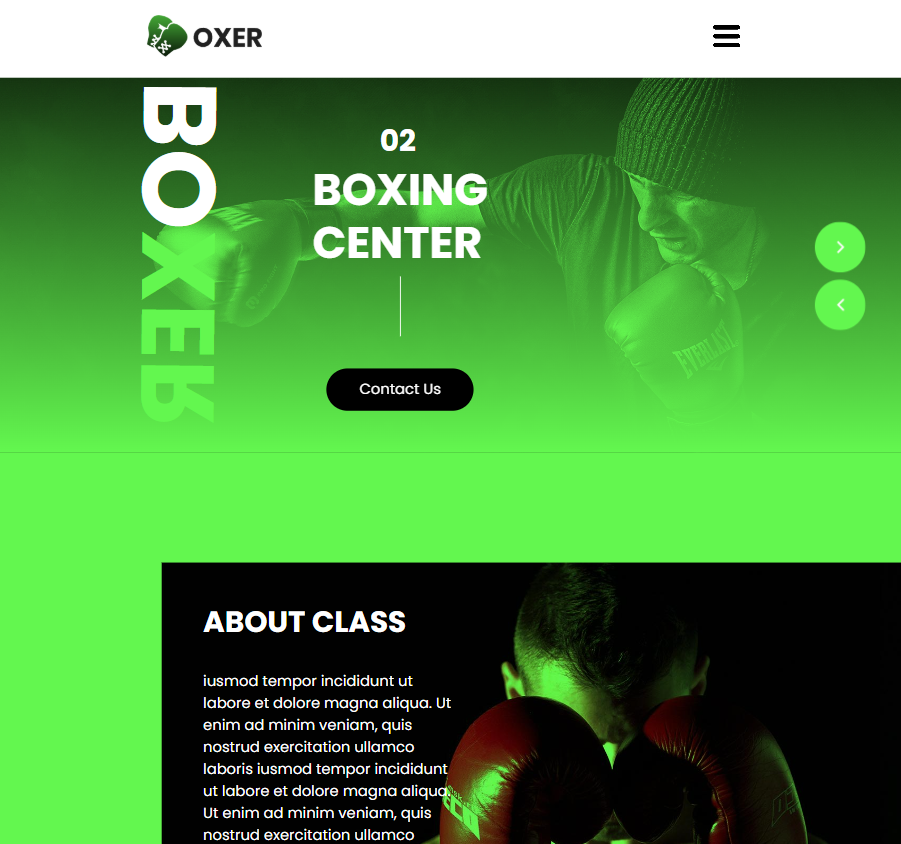 OXER
BOXER
02
BOXING
CENTER
Contact Us
EVERLAST
ABOUT CLASS
iusmod tempor incididunt ut
labore et dolore magna aliqua. Ut
enim ad minim veniam, quis
nostrud exercitation ullamco
laboris iusmod tempor incididunt
ut labore et dolore magna aliqua.
Ut enim ad minim veniam, quis
nostrud exercitation ullamco